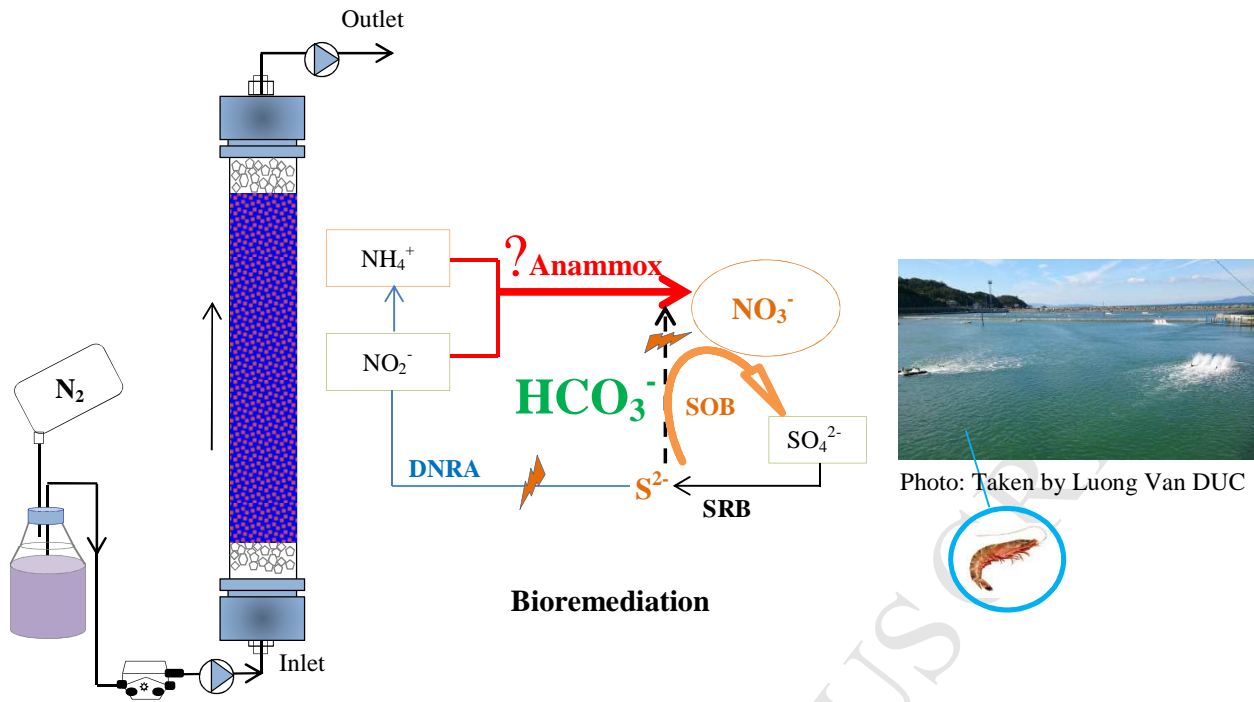 Outlet
NH₄⁺
?Anammox
NO₃⁻
N₂
NO₂⁻
HCO₃⁻
SOB
SO₄²⁻
DNRA
S²⁻
SRB
Photo: Taken by Luong Van DUC
Bioremediation
Inlet